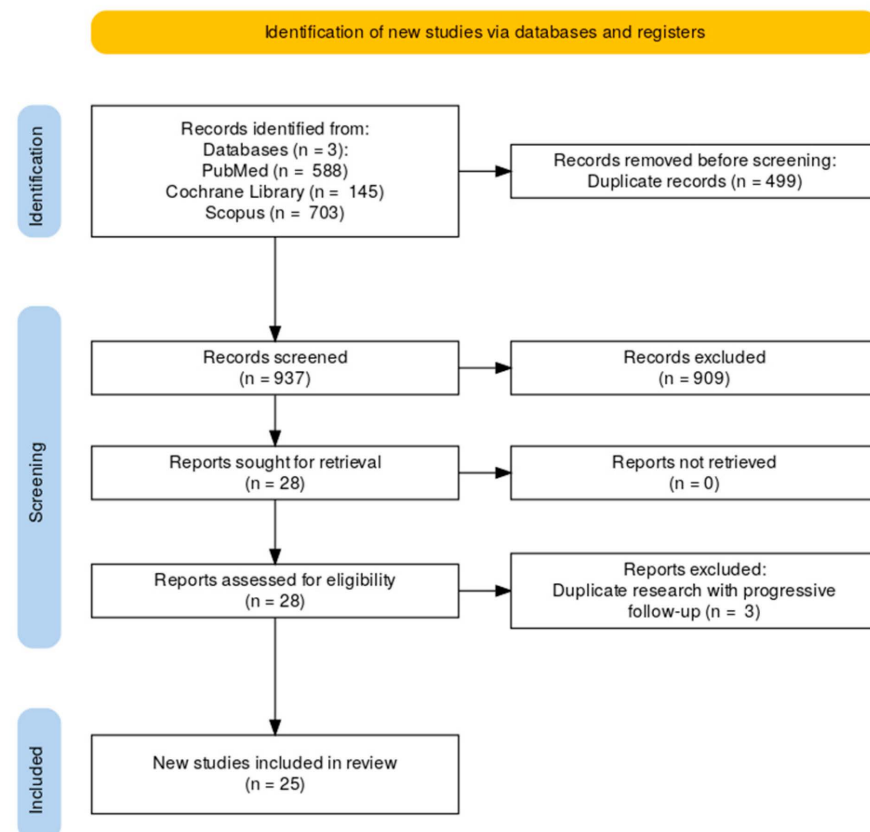 Identification of new studies via databases and registers
Identification
Records identified from:
Databases (n = 3):
PubMed (n = 588)
Cochrane Library (n = 145)
Scopus (n = 703)
Records removed before screening:
Duplicate records (n = 499)
Screening
Records screened
(n = 937)
Records excluded
(n = 909)
Reports sought for retrieval
(n = 28)
Reports not retrieved
(n = 0)
Reports assessed for eligibility
(n = 28)
Reports excluded:
Duplicate research with progressive
follow-up (n = 3)
Included
New studies included in review
(n = 25)